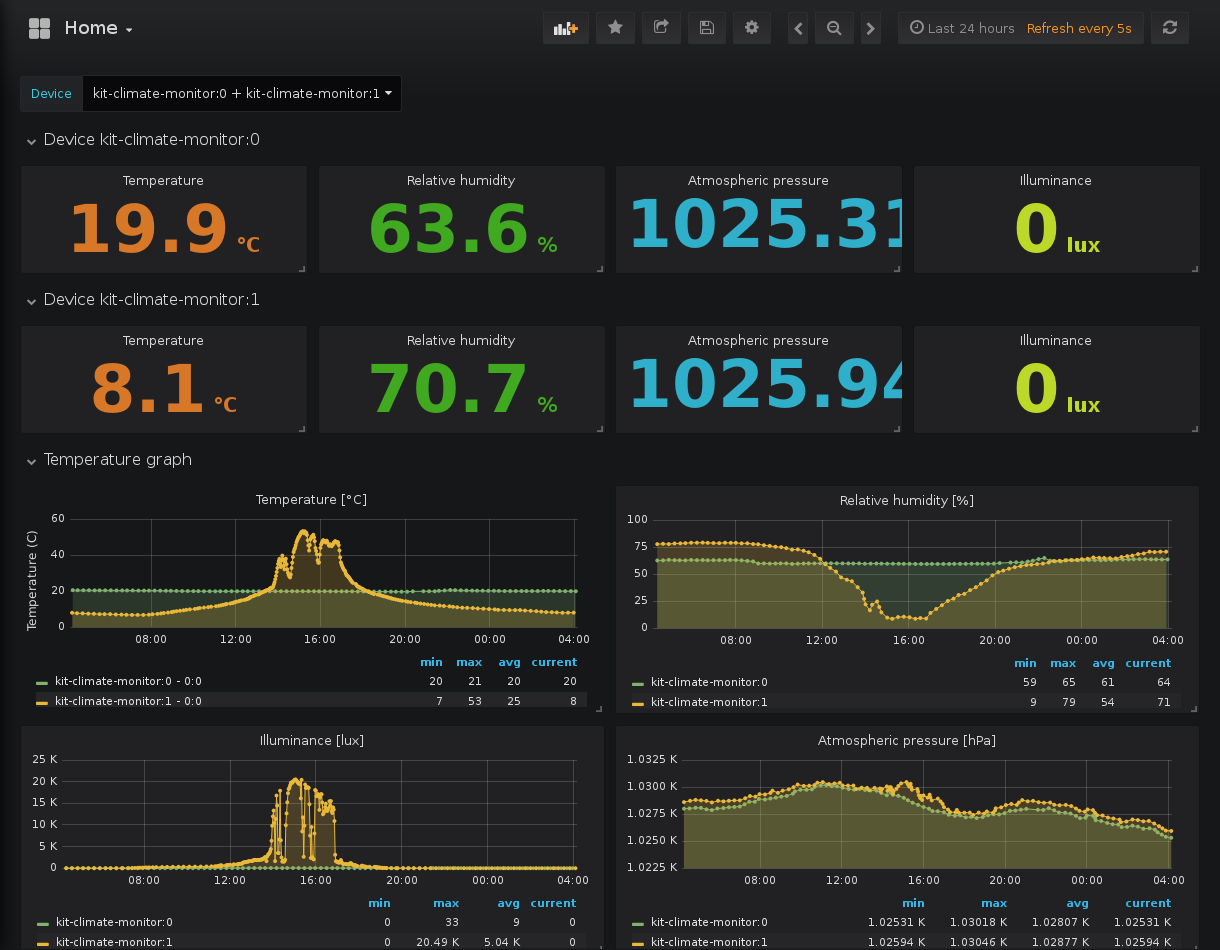 Home
Last 24 hours Refresh every 5s
Device kit-climate-monitor:0 + kit-climate-monitor:1
Device kit-climate-monitor:0
Temperature Relative humidity Atmospheric pressure Illuminance
19.9 °C 63.6 % 1025.31 0 lux
Device kit-climate-monitor:1
Temperature Relative humidity Atmospheric pressure Illuminance
8.1 °C 70.7 % 1025.94 0 lux
Temperature graph
Temperature [°C]
Temperature (C)
60
40
20
0
08:00 12:00 16:00 20:00 00:00 04:00
min max avg current
kit-climate-monitor:0 - 0:0 20 21 20 20
kit-climate-monitor:1 - 0:0 7 53 25 8
Relative humidity [%]
100
75
50
25
0
08:00 12:00 16:00 20:00 00:00 04:00
min max avg current
kit-climate-monitor:0 59 65 61 64
kit-climate-monitor:1 9 79 54 71
Illuminance [lux]
25 K
20 K
15 K
10 K
5 K
0
08:00 12:00 16:00 20:00 00:00 04:00
min max avg current
kit-climate-monitor:0 0 33 9 0
kit-climate-monitor:1 0 20.49 K 5.04 K 0
Atmospheric pressure [hPa]
1.0325 K
1.0300 K
1.0275 K
1.0250 K
1.0225 K
08:00 12:00 16:00 20:00 00:00 04:00
min max avg current
kit-climate-monitor:0 1.02531 K 1.03018 K 1.02807 K 1.02531 K
kit-climate-monitor:1 1.02594 K 1.03046 K 1.02877 K 1.02594 K